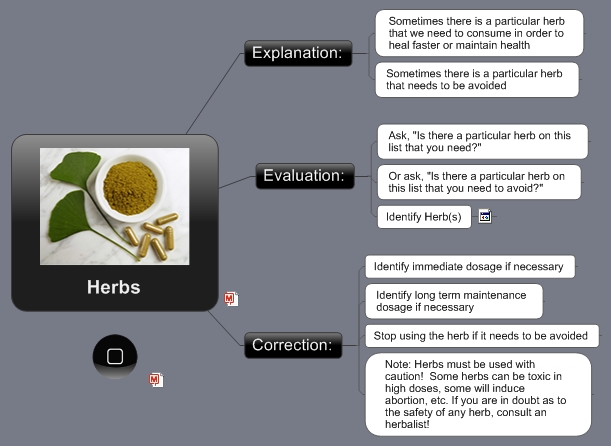 Explanation:
Sometimes there is a particular herb
that we need to consume in order to
heal faster or maintain health
Sometimes there is a particular herb
that needs to be avoided
Herbs
Evaluation:
Ask, "Is there a particular herb on this
list that you need?"
Or ask, "Is there a particular herb on
this list that you need to avoid?"
Identify Herb(s)
Correction:
Identify immediate dosage if necessary
Identify long term maintenance
dosage if necessary
Stop using the herb if it needs to be avoided
Note: Herbs must be used with
caution!  Some herbs can be toxic in
high doses, some will induce
abortion, etc. If you are in doubt as to
the safety of any herb, consult an
herbalist!